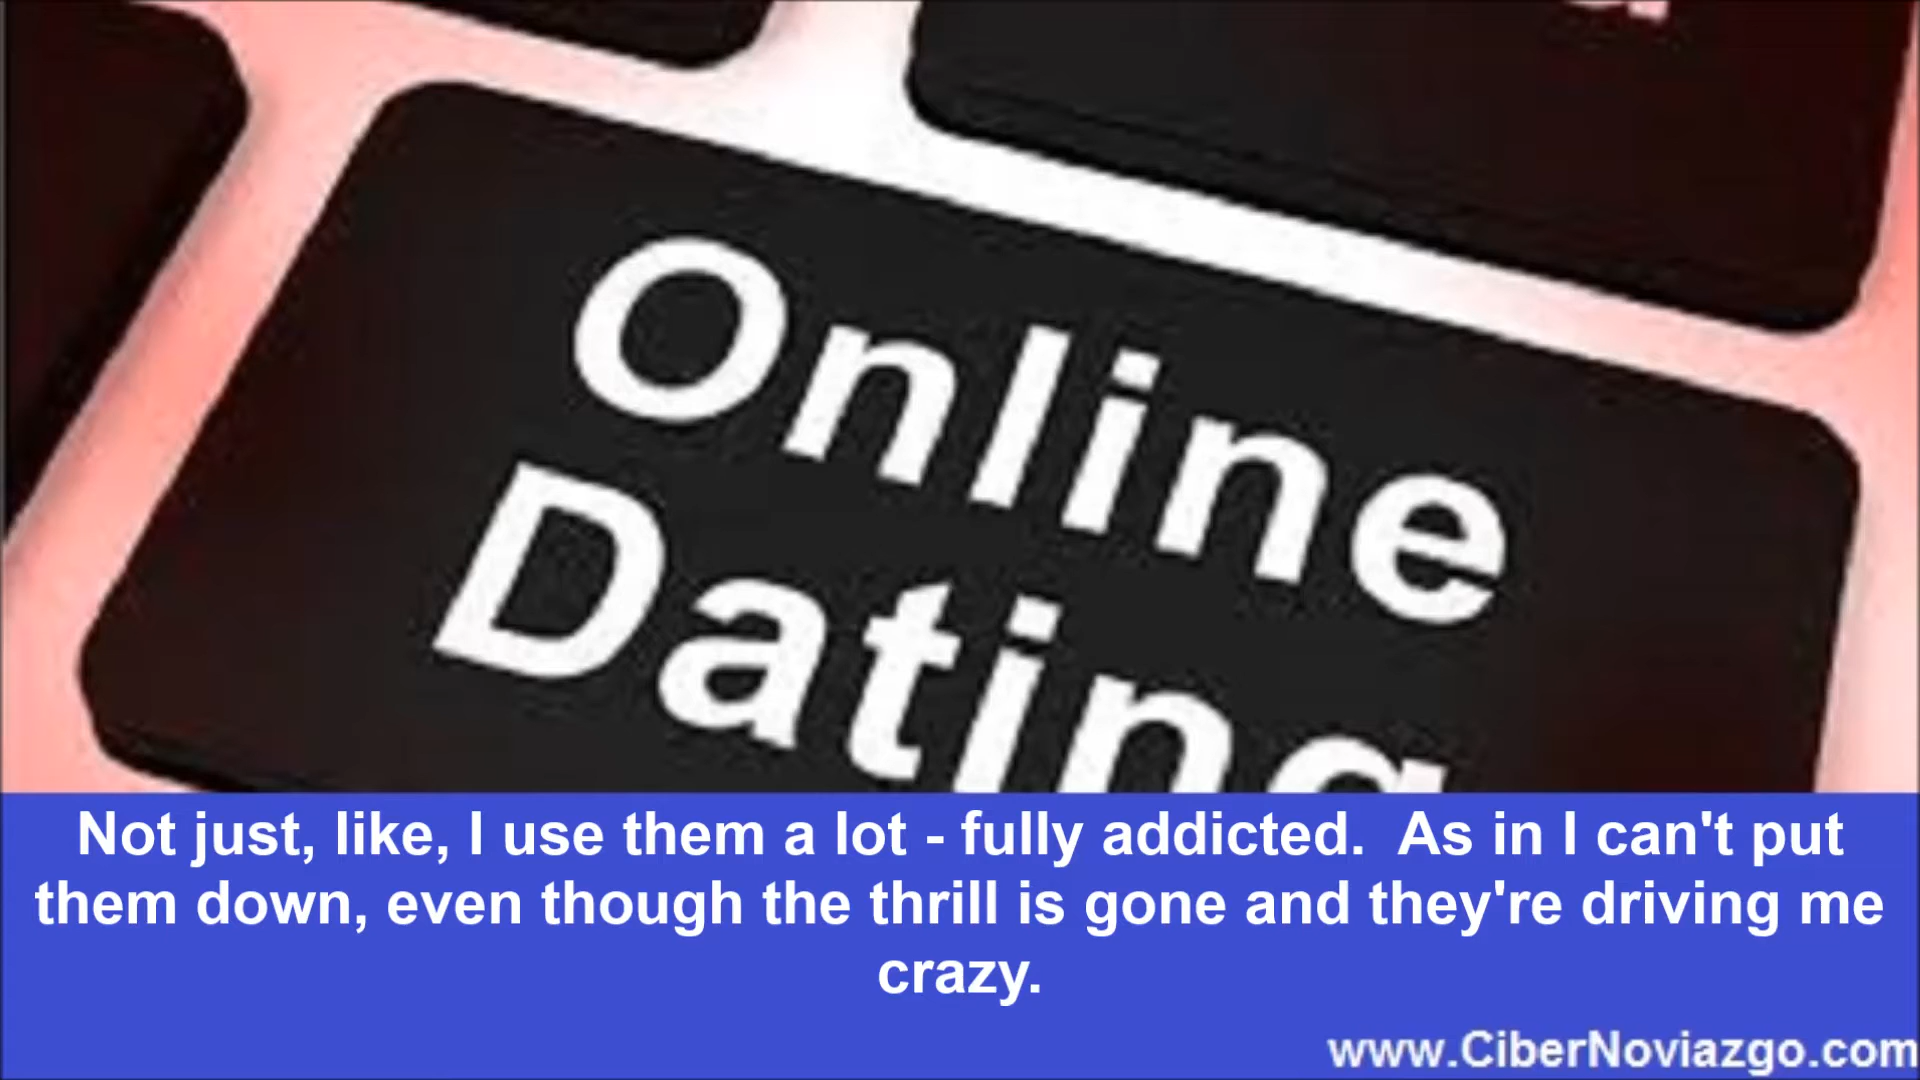 Online
Dating
Not just, like, I use them a lot - fully addicted.  As in I can't put
them down, even though the thrill is gone and they're driving me
crazy.
www.CiberNoviazgo.com